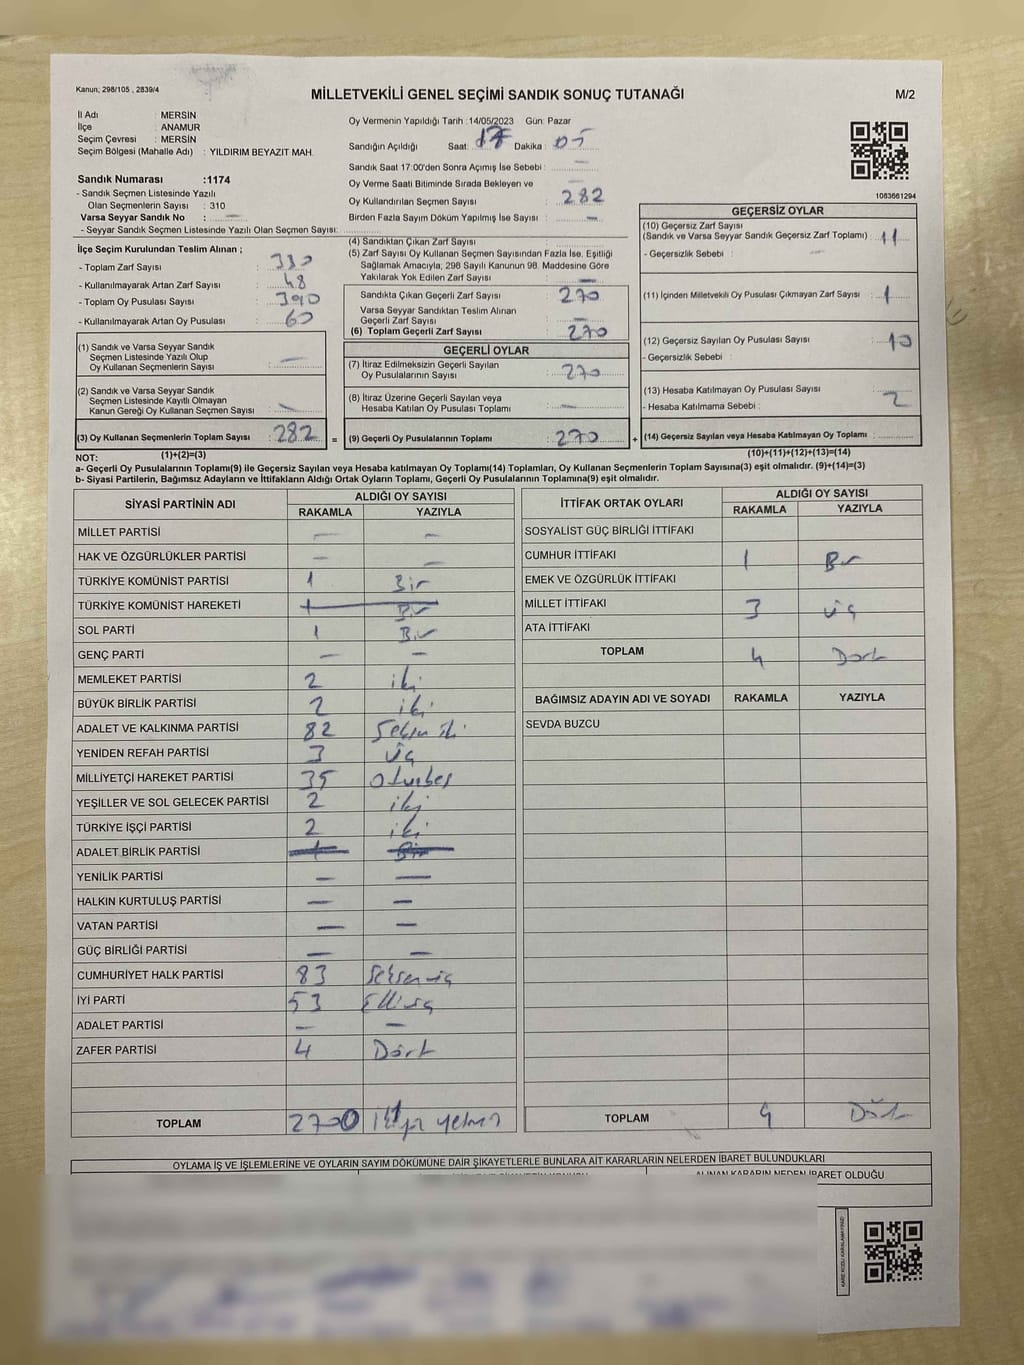 Kanun; 298/105 , 2839/4
MİLLETVEKİLİ GENEL SEÇİMİ SANDIK SONUÇ TUTANAĞI
M/2
İl Adı : MERSİN
İlçe : ANAMUR
Seçim Çevresi : MERSİN
Seçim Bölgesi (Mahalle Adı) : YILDIRIM BEYAZIT MAH.
Sandık Numarası :1174
- Sandık Seçmen Listesinde Yazılı
Olan Seçmenlerin Sayısı : 310
Varsa Seyyar Sandık No : —
- Seyyar Sandık Seçmen Listesinde Yazılı Olan Seçmen Sayısı:
Oy Vermenin Yapıldığı Tarih :14/05/2023 Gün: Pazar
Sandığın Açıldığı Saat: 17 Dakika : 05
Sandık Saat 17:00'den Sonra Açımış İse Sebebi : —
Oy Verme Saati Bitiminde Sırada Bekleyen ve
Oy Kullandırılan Seçmen Sayısı : 282
Birden Fazla Sayım Döküm Yapılmış İse Sayısı : —
1083661294
İlçe Seçim Kurulundan Teslim Alınan ;
- Toplam Zarf Sayısı : 330
- Kullanılmayarak Artan Zarf Sayısı : 48
- Toplam Oy Pusulası Sayısı : 390
- Kullanılmayarak Artan Oy Pusulası : 60
(1) Sandık ve Varsa Seyyar Sandık
Seçmen Listesinde Yazılı Olup
Oy Kullanan Seçmenlerin Sayısı : —
(2) Sandık ve Varsa Seyyar Sandık
Seçmen Listesinde Kayıtlı Olmayan
Kanun Gereği Oy Kullanan Seçmen Sayısı : —
(3) Oy Kullanan Seçmenlerin Toplam Sayısı : 282
(4) Sandıktan Çıkan Zarf Sayısı :
(5) Zarf Sayısı Oy Kullanan Seçmen Sayısından Fazla İse, Eşitliği
Sağlamak Amacıyla; 298 Sayılı Kanunun 98. Maddesine Göre
Yakılarak Yok Edilen Zarf Sayısı : —
Sandıkta Çıkan Geçerli Zarf Sayısı : 270
Varsa Seyyar Sandıktan Teslim Alınan
Geçerli Zarf Sayısı : —
(6) Toplam Geçerli Zarf Sayısı : 270
GEÇERLİ OYLAR
(7) İtiraz Edilmeksizin Geçerli Sayılan
Oy Pusulalarının Sayısı : 270
(8) İtiraz Üzerine Geçerli Sayılan veya
Hesaba Katılan Oy Pusulası Toplamı : —
= (9) Geçerli Oy Pusulalarının Toplamı : 270
GEÇERSİZ OYLAR
(10) Geçersiz Zarf Sayısı
(Sandık ve Varsa Seyyar Sandık Geçersiz Zarf Toplamı) : 11
- Geçersizlik Sebebi : —
(11) İçinden Milletvekili Oy Pusulası Çıkmayan Zarf Sayısı : 1
(12) Geçersiz Sayılan Oy Pusulası Sayısı : 10
- Geçersizlik Sebebi :
(13) Hesaba Katılmayan Oy Pusulası Sayısı : 2
- Hesaba Katılmama Sebebi :
+ (14) Geçersiz Sayılan veya Hesaba Katılmayan Oy Pusulası Toplamı :
NOT: (1)+(2)=(3)
(10)+(11)+(12)+(13)=(14)
a- Geçerli Oy Pusulalarının Toplamı(9) ile Geçersiz Sayılan veya Hesaba katılmayan Oy Toplamı(14) Toplamları, Oy Kullanan Seçmenlerin Toplam Sayısına(3) eşit olmalıdır. (9)+(14)=(3)
b- Siyasi Partilerin, Bağımsız Adayların ve İttifakların Aldığı Ortak Oyların Toplamı, Geçerli Oy Pusulalarının Toplamına(9) eşit olmalıdır.
SİYASİ PARTİNİN ADI ALDIĞI OY SAYISI
RAKAMLA YAZIYLA
MİLLET PARTİSİ — —
HAK VE ÖZGÜRLÜKLER PARTİSİ — —
TÜRKİYE KOMÜNİST PARTİSİ 1 Bir
TÜRKİYE KOMÜNİST HAREKETİ 1 Bir
SOL PARTİ 1 Bir
GENÇ PARTİ — —
MEMLEKET PARTİSİ 2 iki
BÜYÜK BİRLİK PARTİSİ 2 iki
ADALET VE KALKINMA PARTİSİ 82 Seksen iki
YENİDEN REFAH PARTİSİ 3 üç
MİLLİYETÇİ HAREKET PARTİSİ 35 Otuzbeş
YEŞİLLER VE SOL GELECEK PARTİSİ 2 iki
TÜRKİYE İŞÇİ PARTİSİ 2 iki
ADALET BİRLİK PARTİSİ 1 Bir
YENİLİK PARTİSİ — —
HALKIN KURTULUŞ PARTİSİ — —
VATAN PARTİSİ — —
GÜÇ BİRLİĞİ PARTİSİ — —
CUMHURİYET HALK PARTİSİ 83 Seksen üç
İYİ PARTİ 53 Elliüç
ADALET PARTİSİ — —
ZAFER PARTİSİ 4 Dört
TOPLAM 270 yetmiş
İTTİFAK ORTAK OYLARI ALDIĞI OY SAYISI
RAKAMLA YAZIYLA
SOSYALİST GÜÇ BİRLİĞİ İTTİFAKI
CUMHUR İTTİFAKI 1 Bir
EMEK VE ÖZGÜRLÜK İTTİFAKI
MİLLET İTTİFAKI 3 üç
ATA İTTİFAKI
TOPLAM 4 Dört
BAĞIMSIZ ADAYIN ADI VE SOYADI RAKAMLA YAZIYLA
SEVDA BUZCU
TOPLAM 4 Dört
OYLAMA İŞ VE İŞLEMLERİNE VE OYLARIN SAYIM DÖKÜMÜNE DAİR ŞİKAYETLERLE BUNLARA AİT KARARLARIN NELERDEN İBARET BULUNDUKLARI
ALINAN KARARIN NEDEN İBARET OLDUĞU
KARE KODU KARALAMAYINIZ!